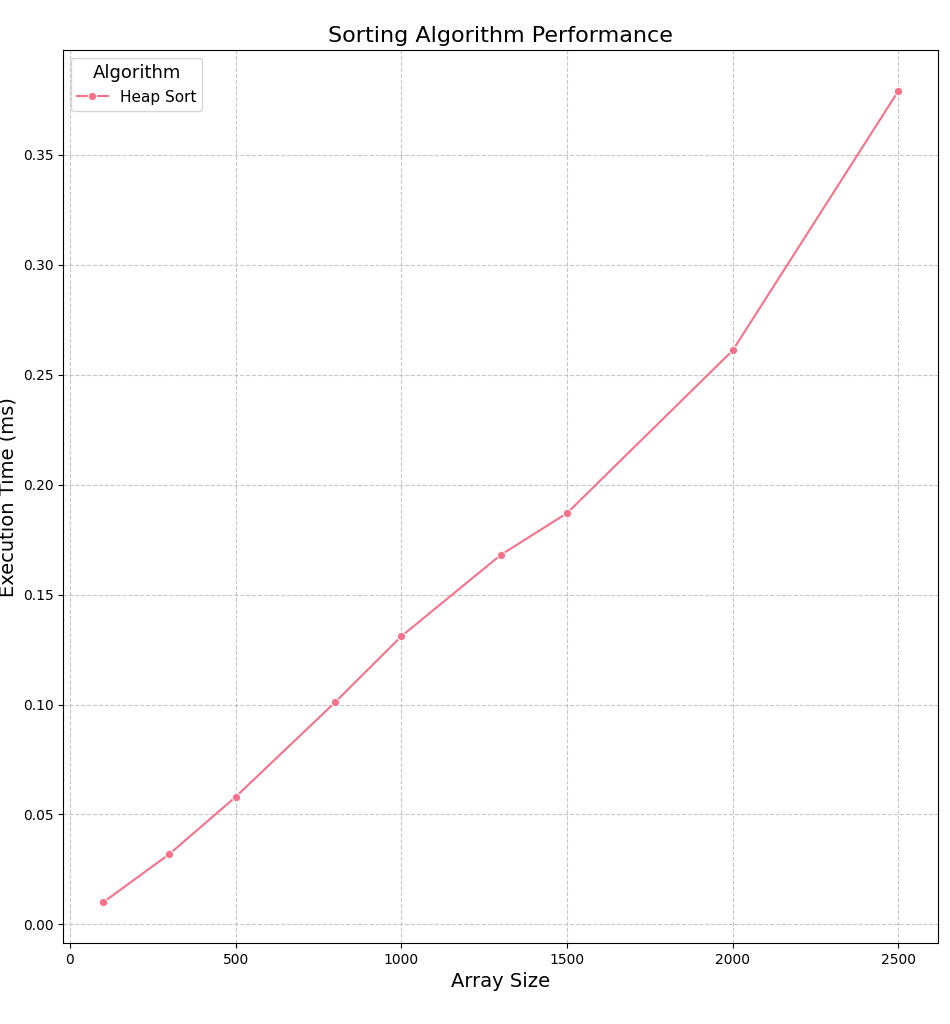 Sorting Algorithm Performance
Algorithm
Heap Sort
Execution Time (ms)
0.35
0.30
0.25
0.20
0.15
0.10
0.05
0.00
0 500 1000 1500 2000 2500
Array Size